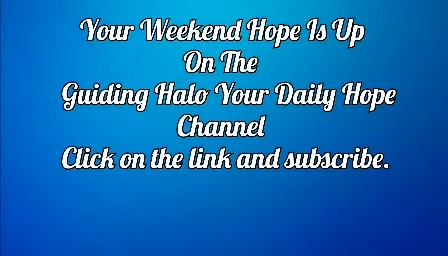 Your Weekend Hope Is Up
On The
Guiding Halo Your Daily Hope
Channel
Click on the link and subscribe.